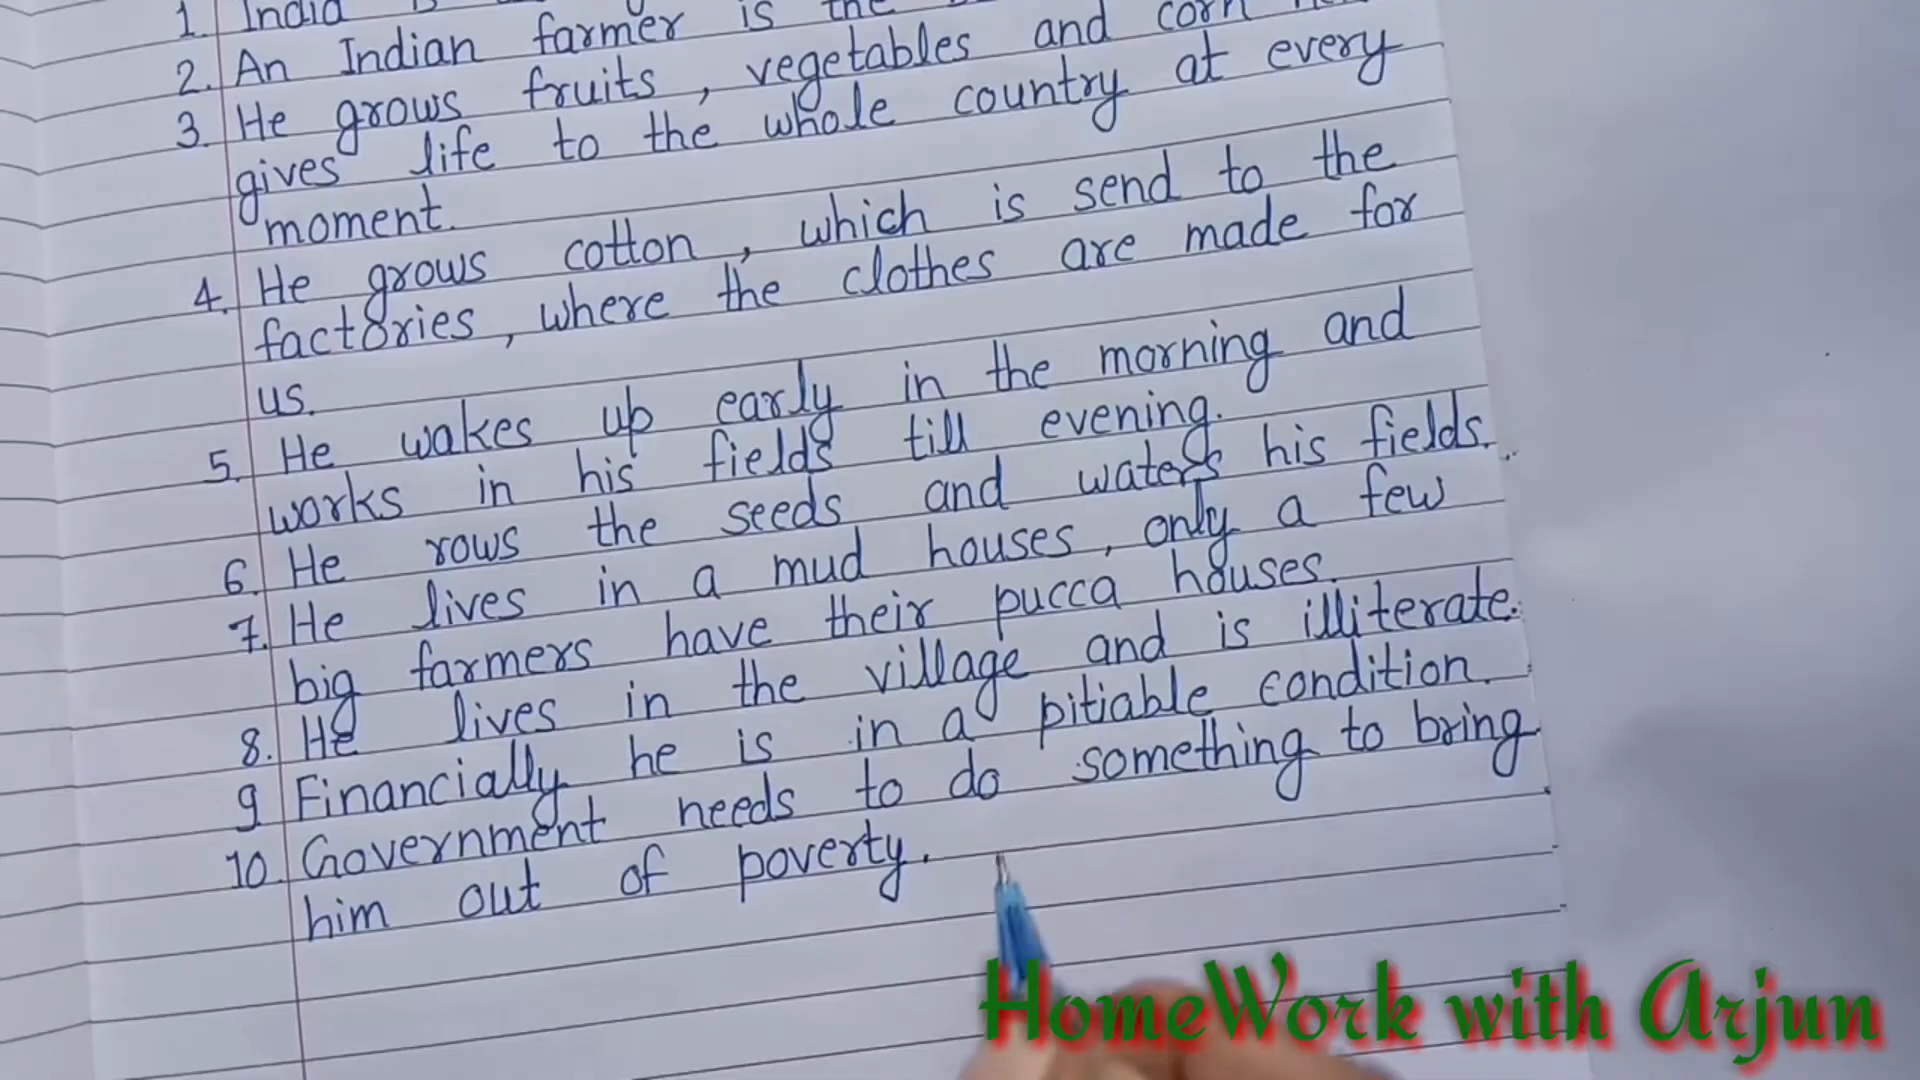 1. India is
2. An Indian farmer is the
3. He grows fruits, vegetables and corn
gives life to the whole country at every
moment.
4. He grows cotton, which is send to the
factories, where the clothes are made for
us.
5. He wakes up early in the morning and
works in his fields till evening.
6. He rows the seeds and waters his fields.
7. He lives in a mud houses, only a few
big farmers have their pucca houses.
8. He lives in the village and is illiterate.
9 Financially he is in a pitiable condition.
10. Government needs to do something to bring
him out of poverty.
HomeWork with Arjun